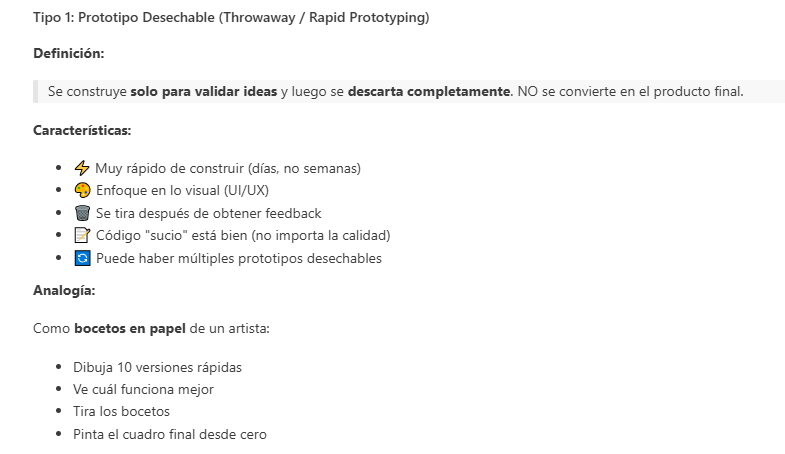 Tipo 1: Prototipo Desechable (Throwaway / Rapid Prototyping)
Definición:
Se construye solo para validar ideas y luego se descarta completamente. NO se convierte en el producto final.
Características:
• ⚡ Muy rápido de construir (días, no semanas)
• 🎨 Enfoque en lo visual (UI/UX)
• 🗑️ Se tira después de obtener feedback
• 📝 Código "sucio" está bien (no importa la calidad)
• 🔄 Puede haber múltiples prototipos desechables
Analogía:
Como bocetos en papel de un artista:
• Dibuja 10 versiones rápidas
• Ve cuál funciona mejor
• Tira los bocetos
• Pinta el cuadro final desde cero